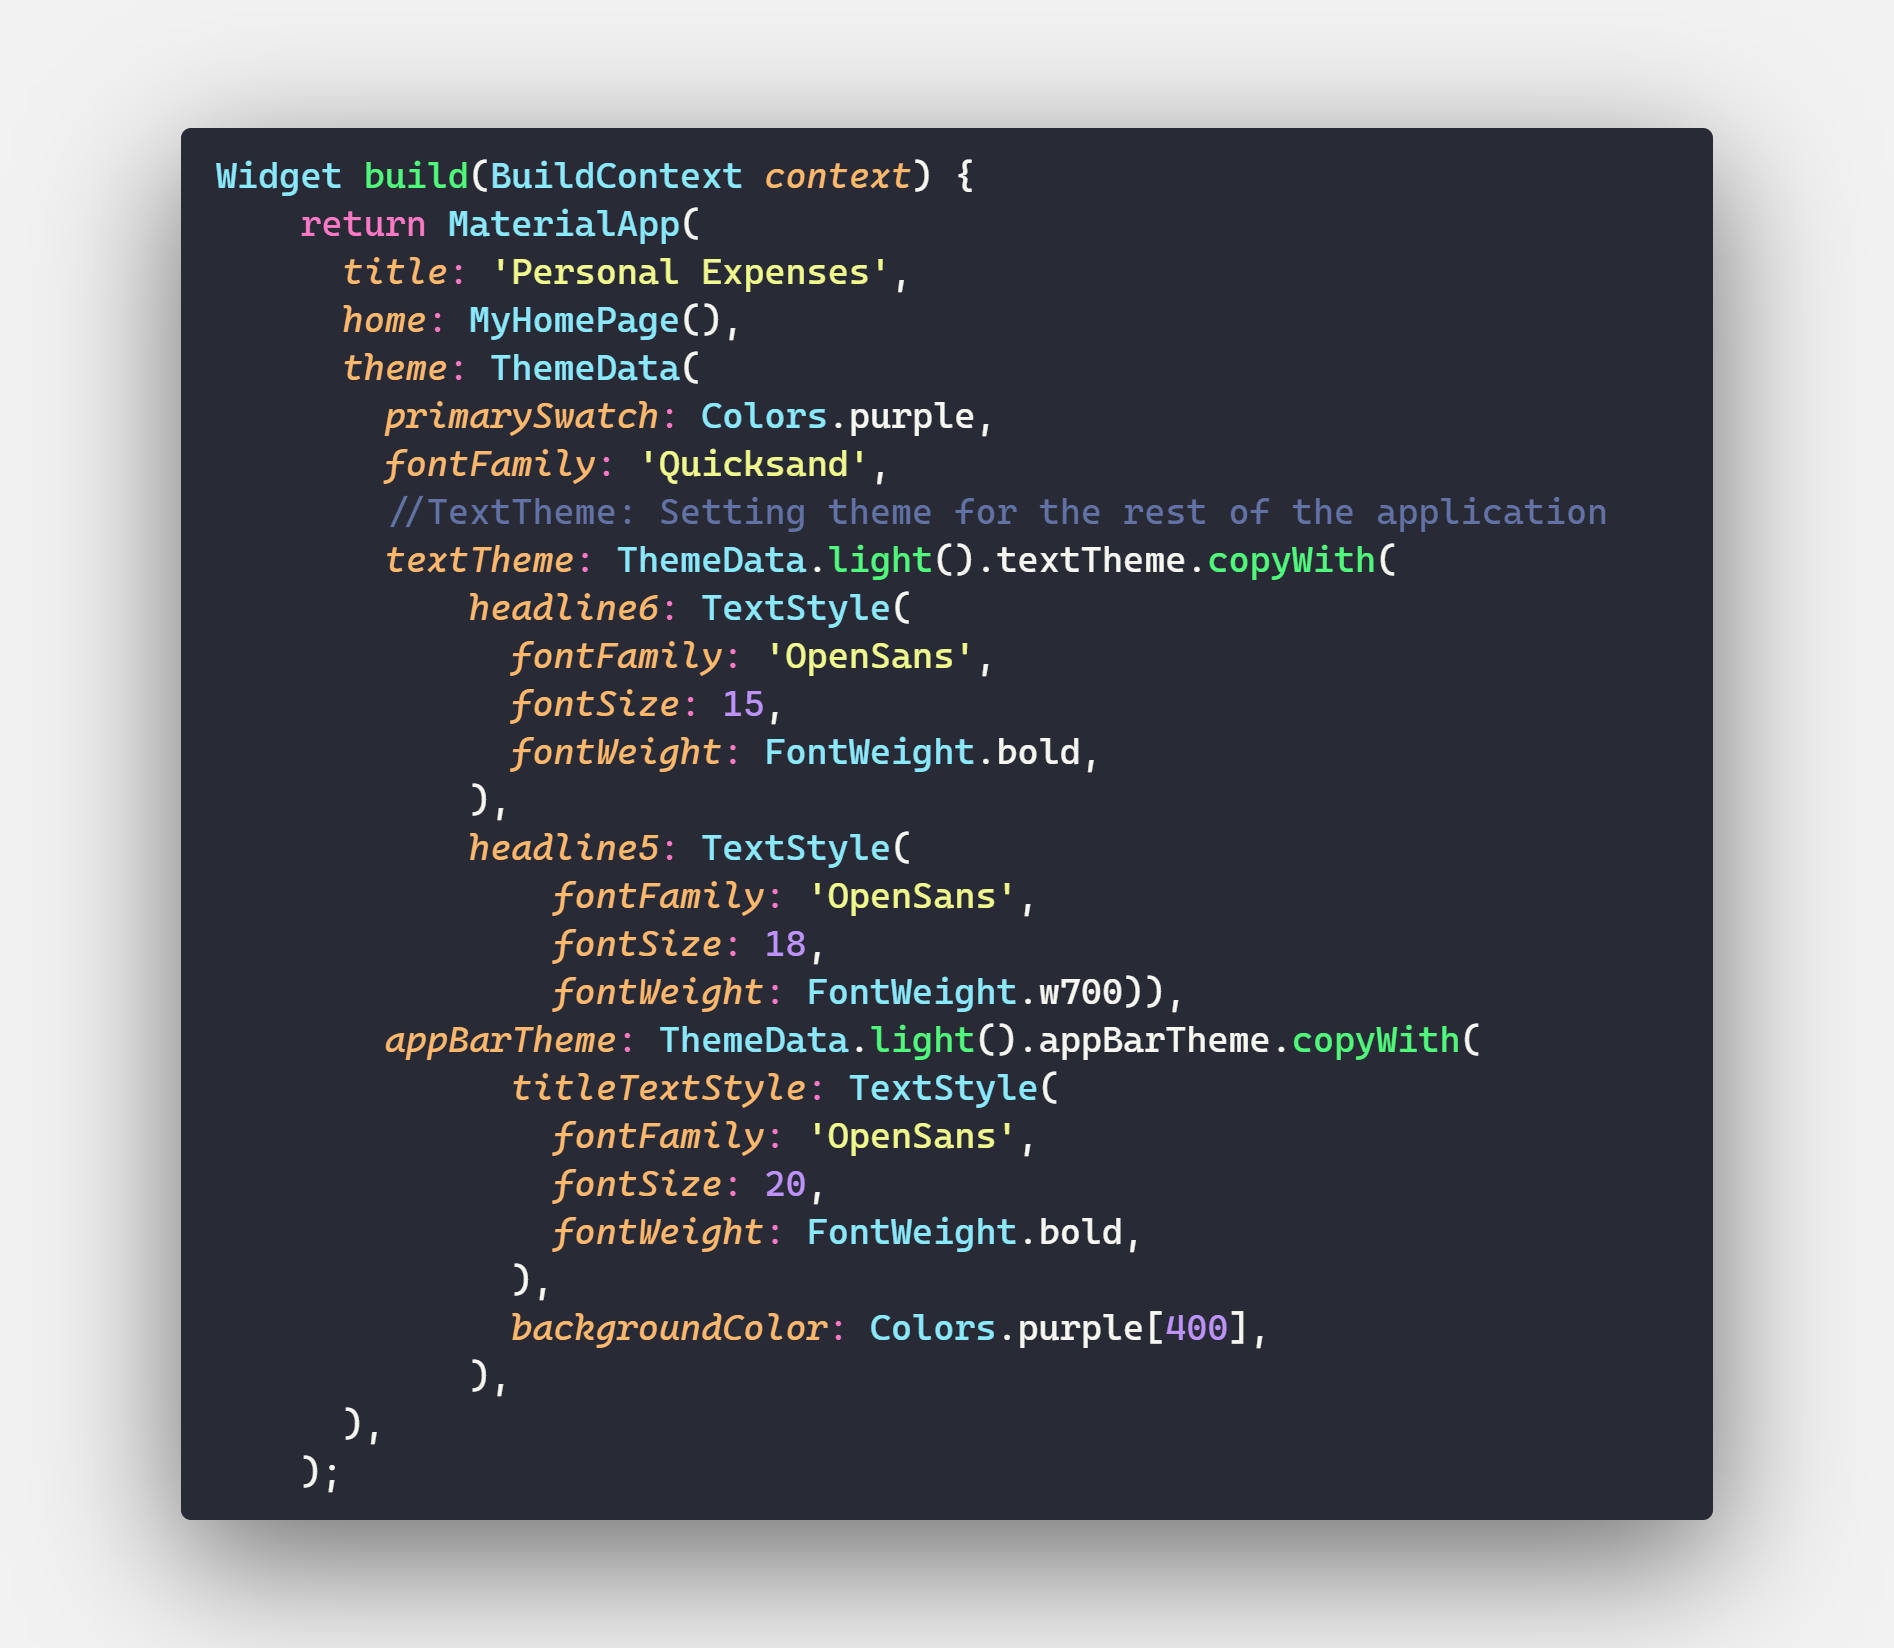 Widget build(BuildContext context) {
    return MaterialApp(
      title: 'Personal Expenses',
      home: MyHomePage(),
      theme: ThemeData(
        primarySwatch: Colors.purple,
        fontFamily: 'Quicksand',
        //TextTheme: Setting theme for the rest of the application
        textTheme: ThemeData.light().textTheme.copyWith(
            headline6: TextStyle(
              fontFamily: 'OpenSans',
              fontSize: 15,
              fontWeight: FontWeight.bold,
            ),
            headline5: TextStyle(
                fontFamily: 'OpenSans',
                fontSize: 18,
                fontWeight: FontWeight.w700)),
        appBarTheme: ThemeData.light().appBarTheme.copyWith(
              titleTextStyle: TextStyle(
                fontFamily: 'OpenSans',
                fontSize: 20,
                fontWeight: FontWeight.bold,
              ),
              backgroundColor: Colors.purple[400],
            ),
      ),
    );